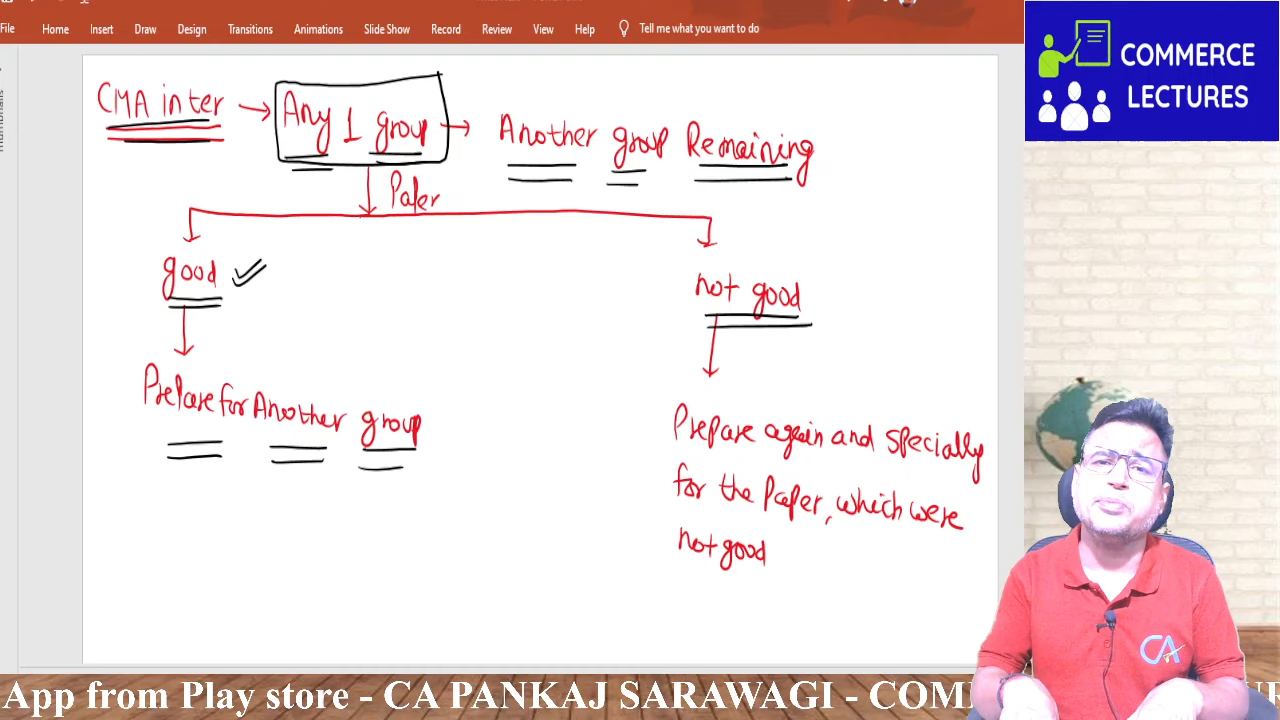 File Home Insert Draw Design Transitions Animations Slide Show Record Review View Help Tell me what you want to do
COMMERCE
LECTURES
CMA inter → Any 1 group → Another group Remaining
Paper
good
not good
Prepare for Another group
Prepare again and specially
for the Paper, which were
not good
CA
App from Play store - CA PANKAJ SARAWAGI - COM